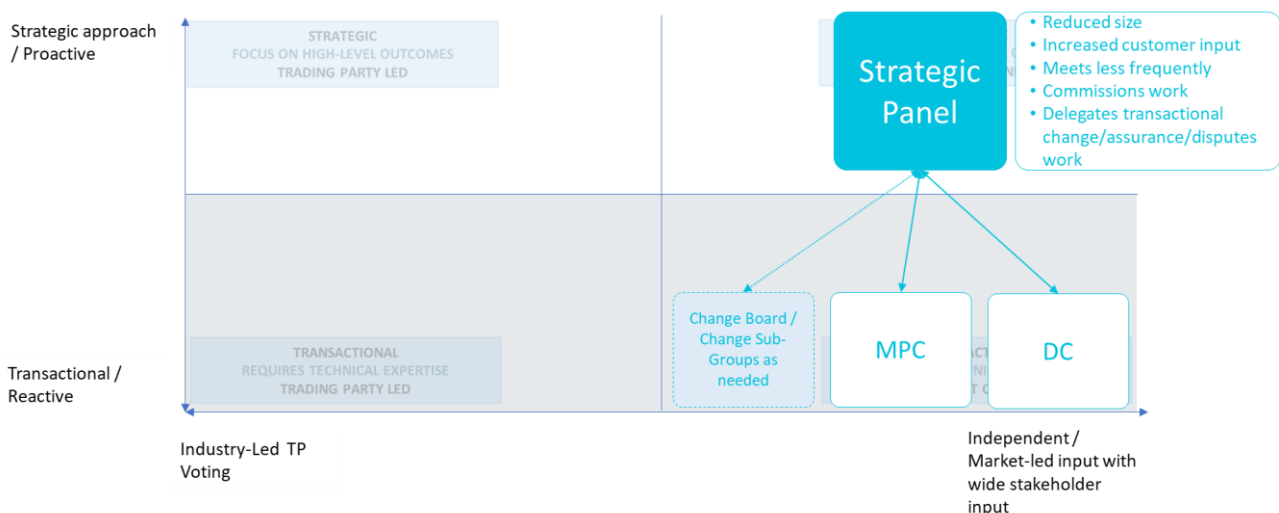 Strategic approach
/ Proactive
STRATEGIC
FOCUS ON HIGH-LEVEL OUTCOMES
TRADING PARTY LED
Strategic
Panel
• Reduced size
• Increased customer input
• Meets less frequently
• Commissions work
• Delegates transactional
change/assurance/disputes
work
Change Board /
Change Sub-
Groups as
needed
MPC
DC
TRANSACTIONAL
REQUIRES TECHNICAL EXPERTISE
TRADING PARTY LED
Transactional /
Reactive
Industry-Led TP
Voting
Independent /
Market-led input with
wide stakeholder
input